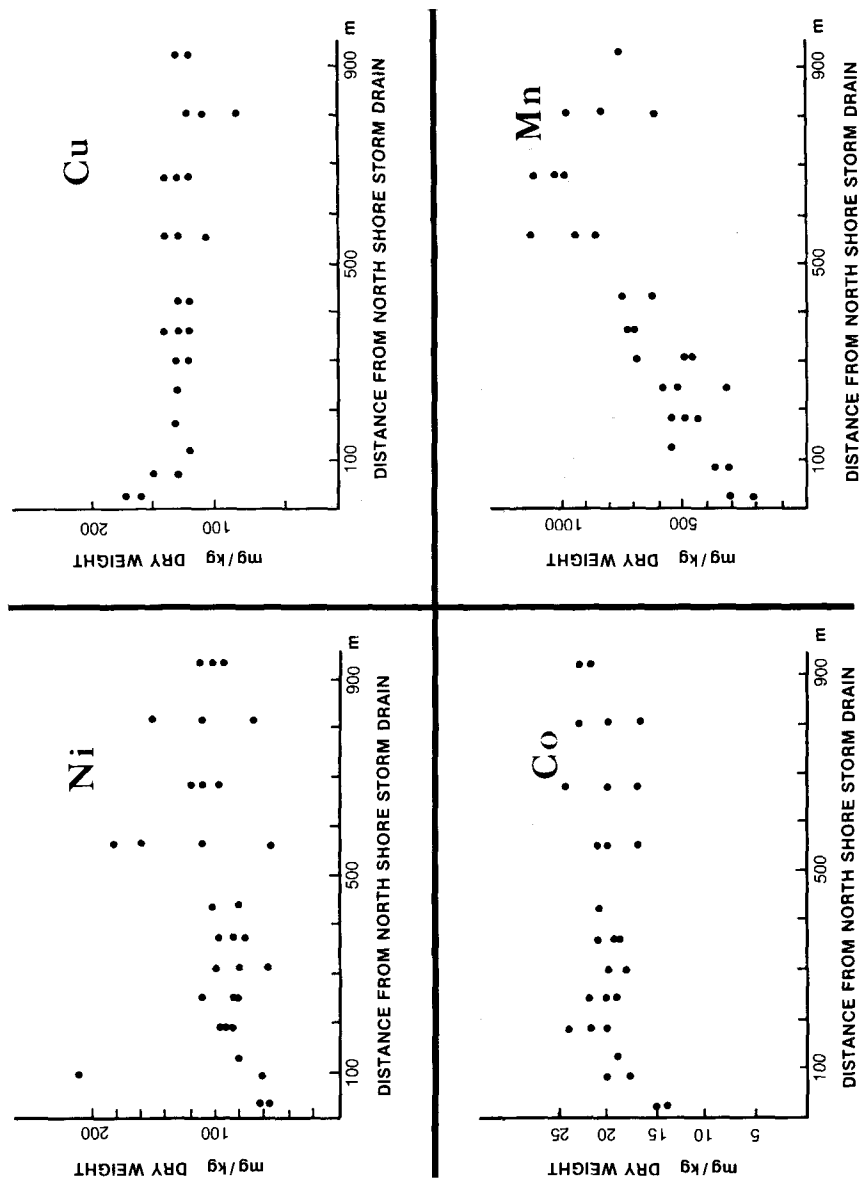 Ni
mg/kg DRY WEIGHT
200
100
100
500
900
m
DISTANCE FROM NORTH SHORE STORM DRAIN
Cu
mg/kg DRY WEIGHT
200
100
100
500
900
m
DISTANCE FROM NORTH SHORE STORM DRAIN
Co
mg/kg DRY WEIGHT
25
20
15
10
5
100
500
900
m
DISTANCE FROM NORTH SHORE STORM DRAIN
Mn
mg/kg DRY WEIGHT
1000
500
100
500
900
m
DISTANCE FROM NORTH SHORE STORM DRAIN